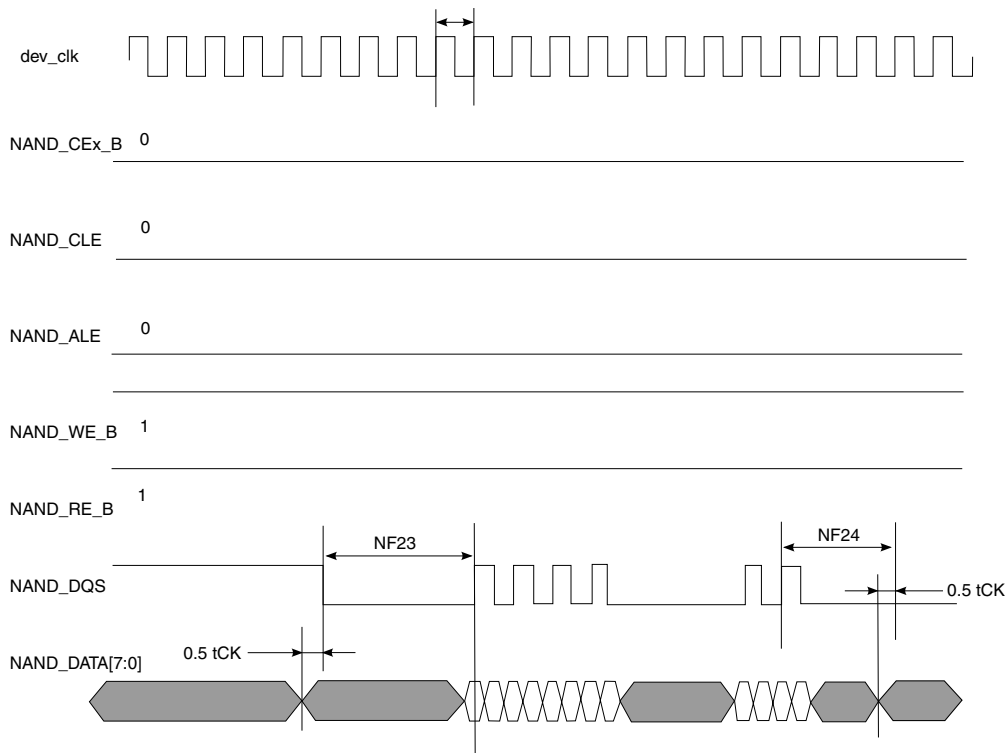 dev_clk
NAND_CEx_B 0
NAND_CLE 0
NAND_ALE 0
NAND_WE_B 1
NAND_RE_B 1
NF23 NF24
NAND_DQS
0.5 tCK
0.5 tCK
NAND_DATA[7:0]